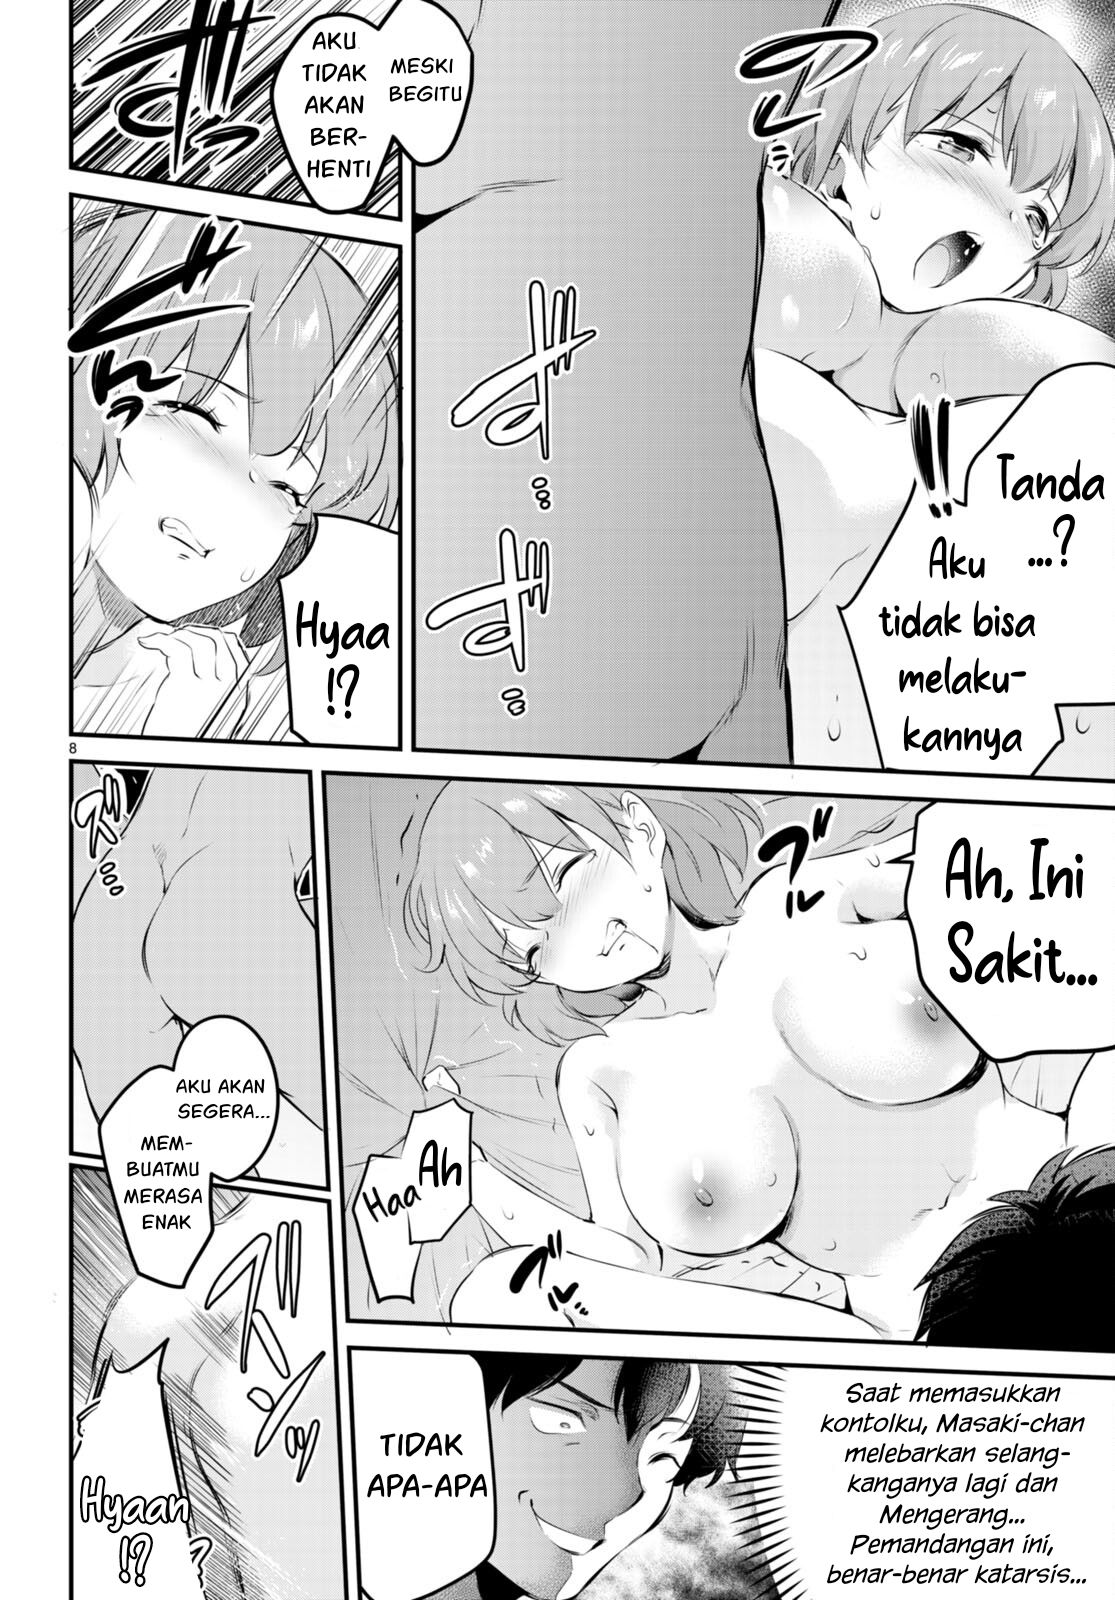 Tanda
...?
Aku
tidak bisa
melaku-
kannya
MESKI
BEGITU
AKU
TIDAK
AKAN
BER-
HENTI
Hyaa
!?
8
Ah, Ini
Sakit...
Ah
Haa
ズズ
AKU AKAN
SEGERA...
MEM-
BUATMU
MERASA
ENAK
Saat memasukkan
kontolku, Masaki-chan
melebarkan selang-
kanganya lagi dan
Mengerang...
Pemandangan ini,
benar-benar katarsis...
TIDAK
APA-APA
Hyaan
!?